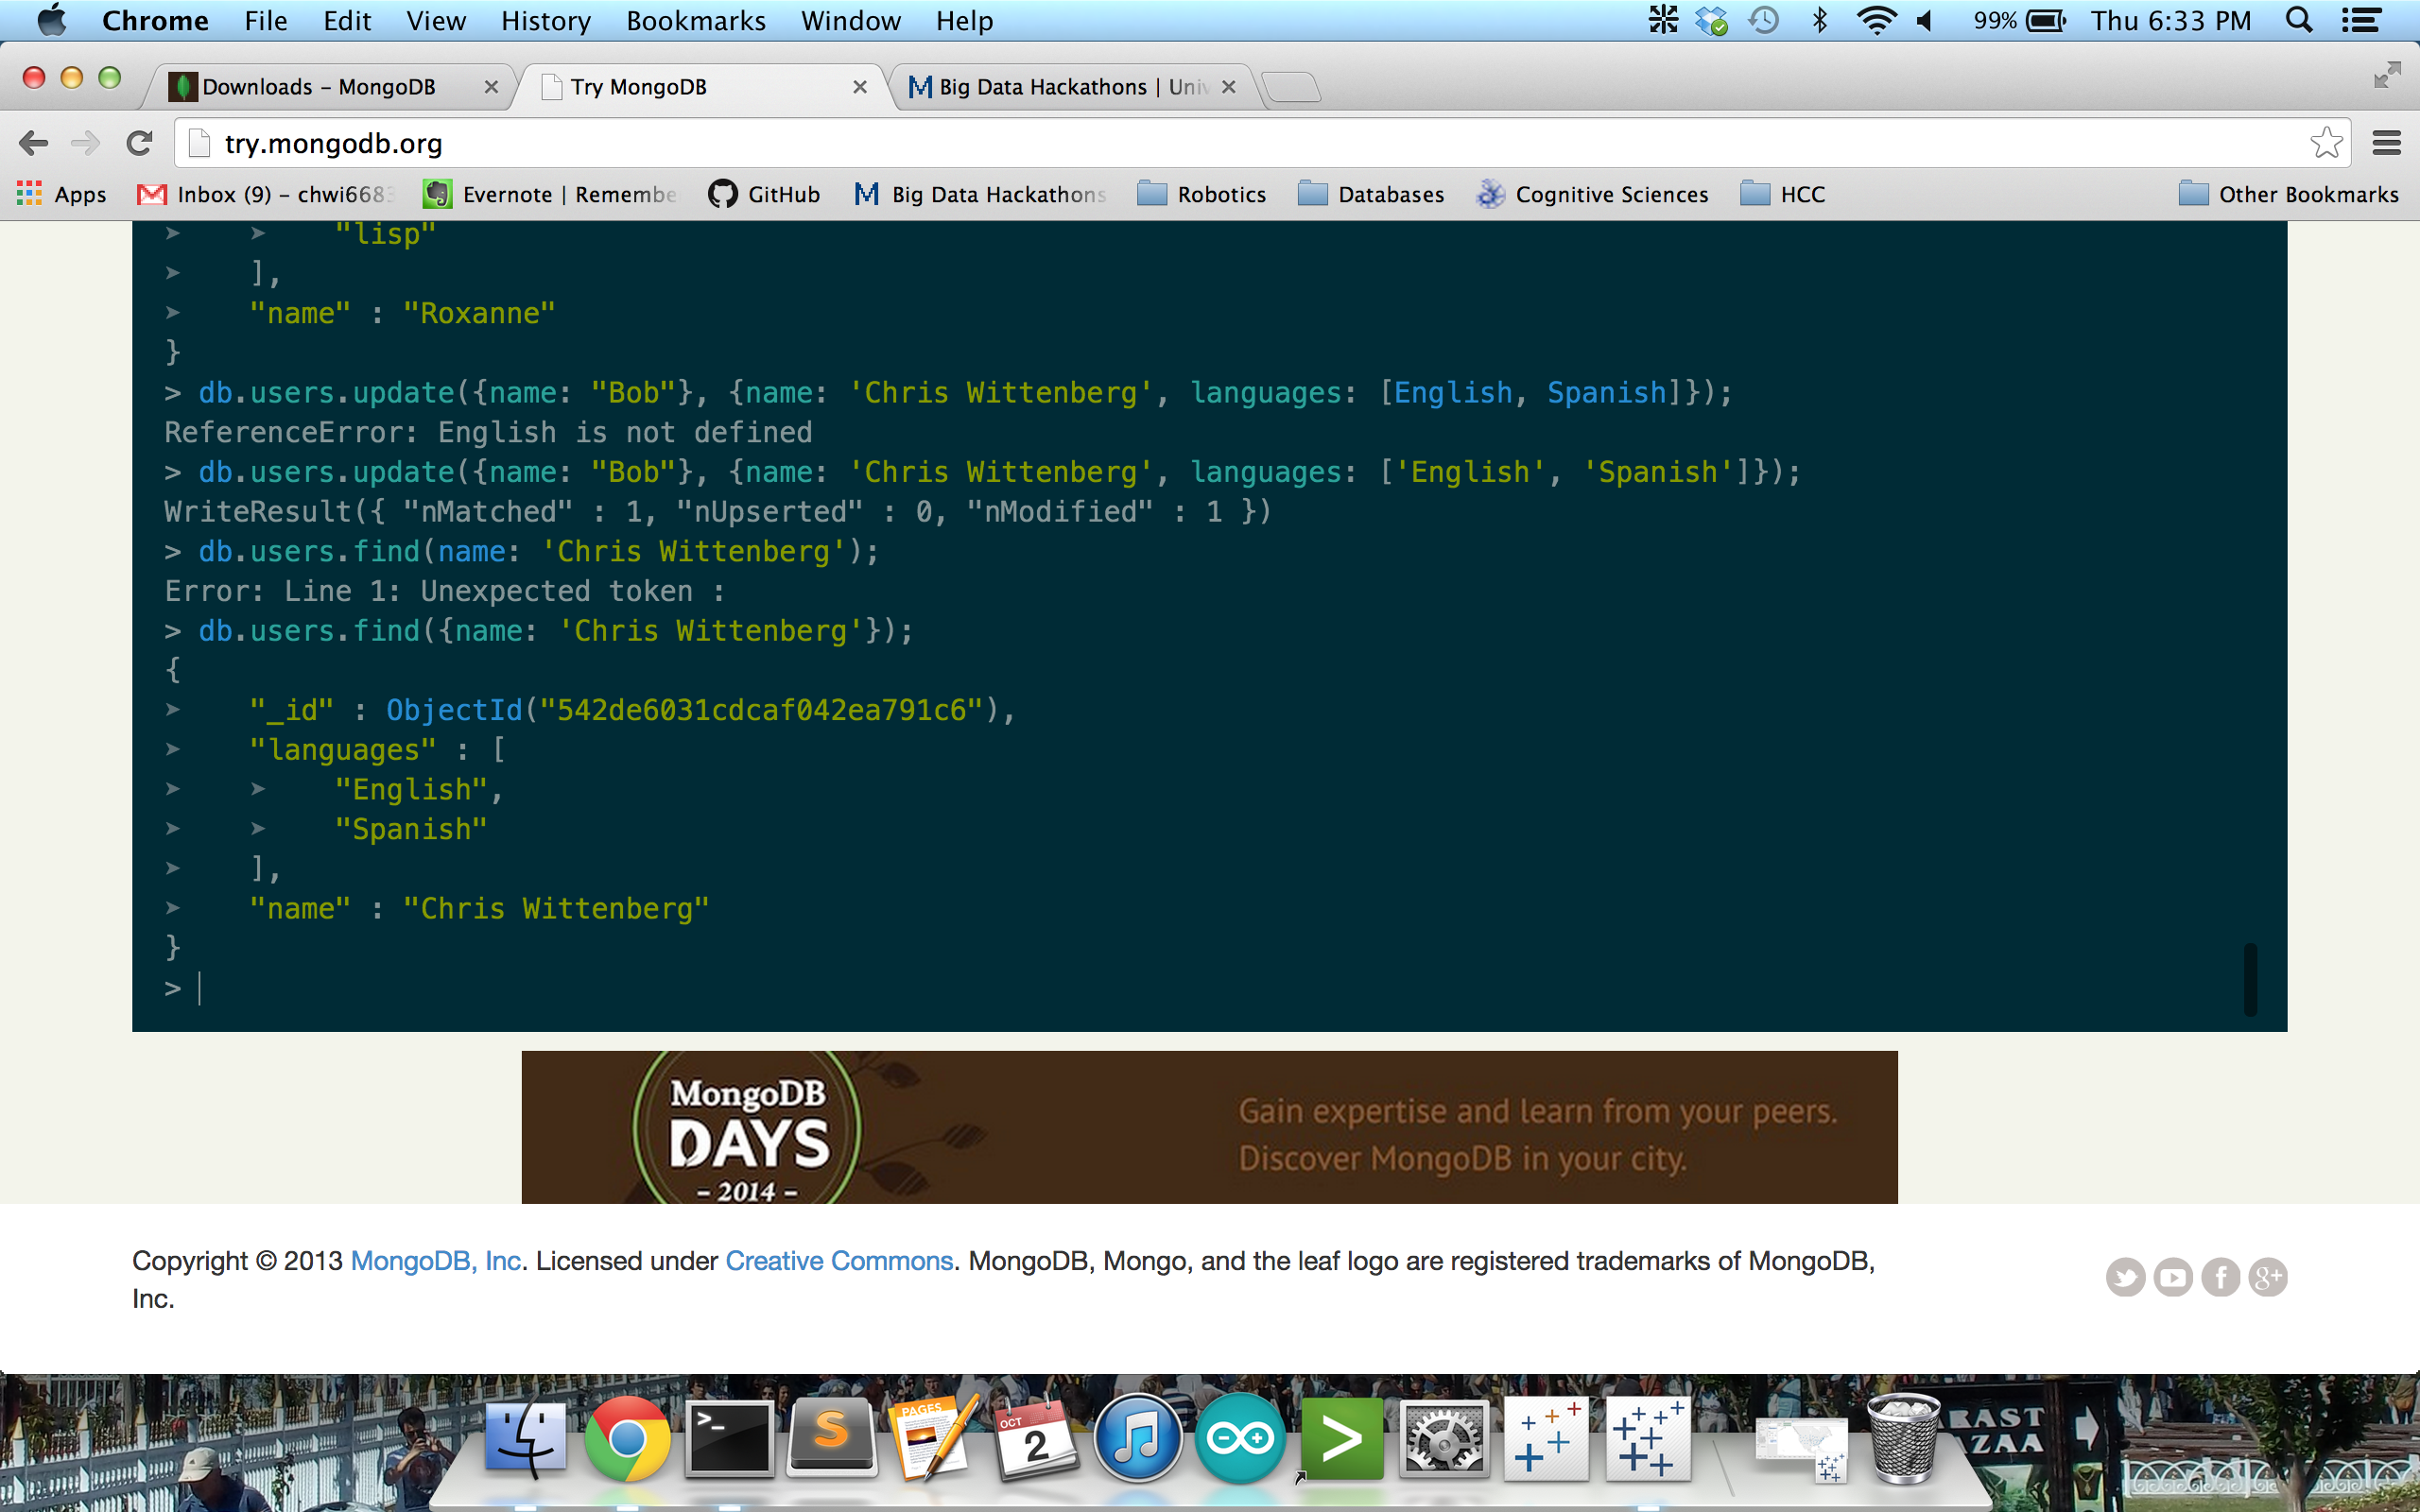 Chrome File Edit View History Bookmarks Window Help 99% Thu 6:33 PM
Downloads – MongoDB Try MongoDB Big Data Hackathons | Univ
try.mongodb.org
Apps Inbox (9) – chwi6683 Evernote | Remembe GitHub Big Data Hackathons Robotics Databases Cognitive Sciences HCC Other Bookmarks
"lisp"
],
"name" : "Roxanne"
}
> db.users.update({name: "Bob"}, {name: 'Chris Wittenberg', languages: [English, Spanish]});
ReferenceError: English is not defined
> db.users.update({name: "Bob"}, {name: 'Chris Wittenberg', languages: ['English', 'Spanish']});
WriteResult({ "nMatched" : 1, "nUpserted" : 0, "nModified" : 1 })
> db.users.find(name: 'Chris Wittenberg');
Error: Line 1: Unexpected token :
> db.users.find({name: 'Chris Wittenberg'});
{
"_id" : ObjectId("542de6031cdcaf042ea791c6"),
"languages" : [
"English",
"Spanish"
],
"name" : "Chris Wittenberg"
}
>
MongoDB
DAYS
– 2014 –
Gain expertise and learn from your peers.
Discover MongoDB in your city.
Copyright © 2013 MongoDB, Inc. Licensed under Creative Commons. MongoDB, Mongo, and the leaf logo are registered trademarks of MongoDB,
Inc.
PAGES
OCT
2